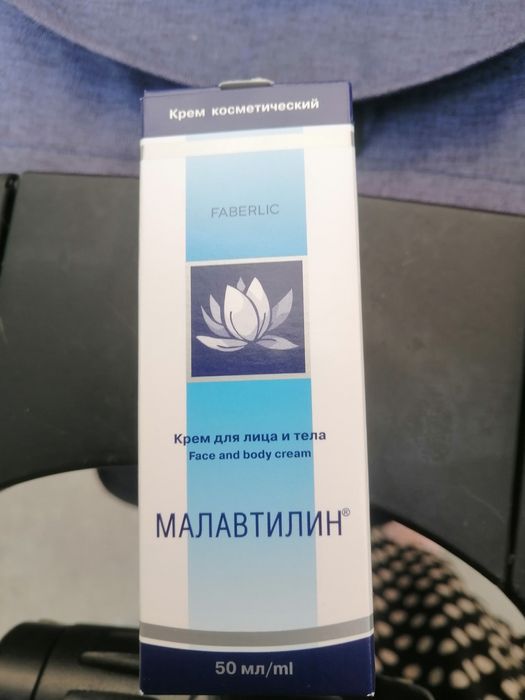 Крем косметический
FABERLIC
Крем для лица и тела
Face and body cream
МАЛАВТИЛИН®
50 мл/ml